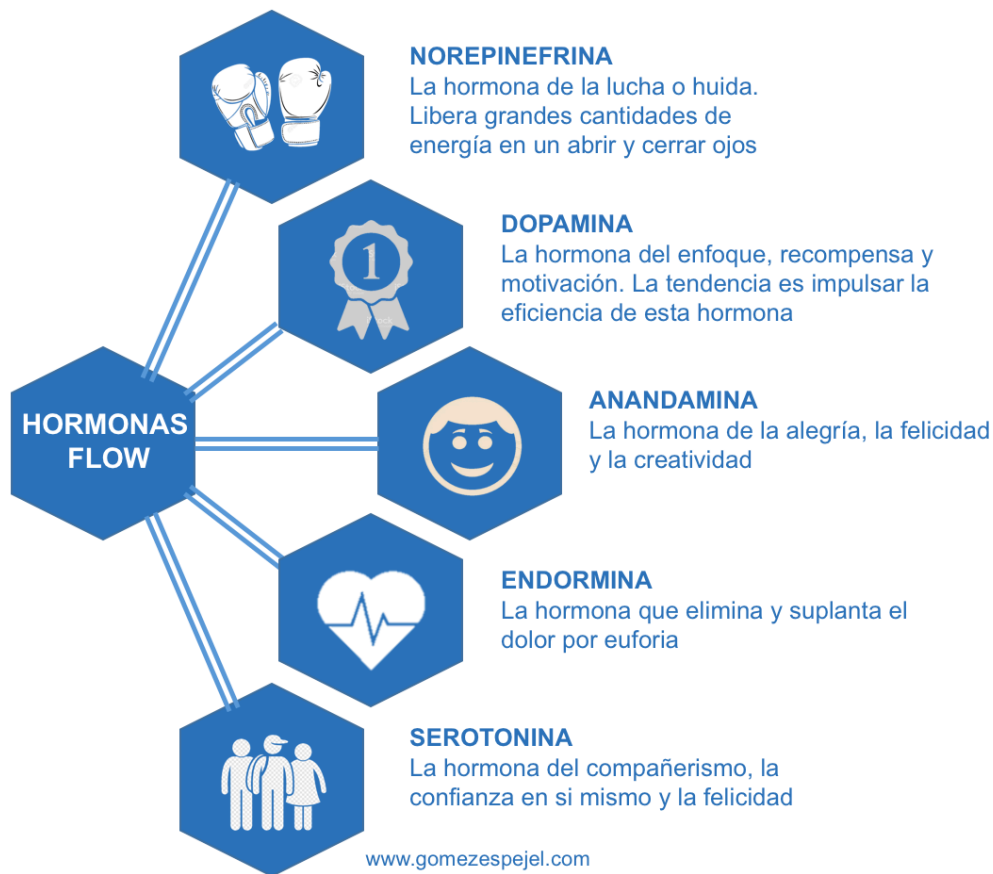 NOREPINEFRINA
La hormona de la lucha o huida.
Libera grandes cantidades de
energía en un abrir y cerrar ojos
DOPAMINA
1
La hormona del enfoque, recompensa y
motivación. La tendencia es impulsar la
eficiencia de esta hormona
HORMONAS
FLOW
ANANDAMINA
La hormona de la alegría, la felicidad
y la creatividad
ENDORMINA
La hormona que elimina y suplanta el
dolor por euforia
SEROTONINA
La hormona del compañerismo, la
confianza en si mismo y la felicidad
www.gomezespejel.com